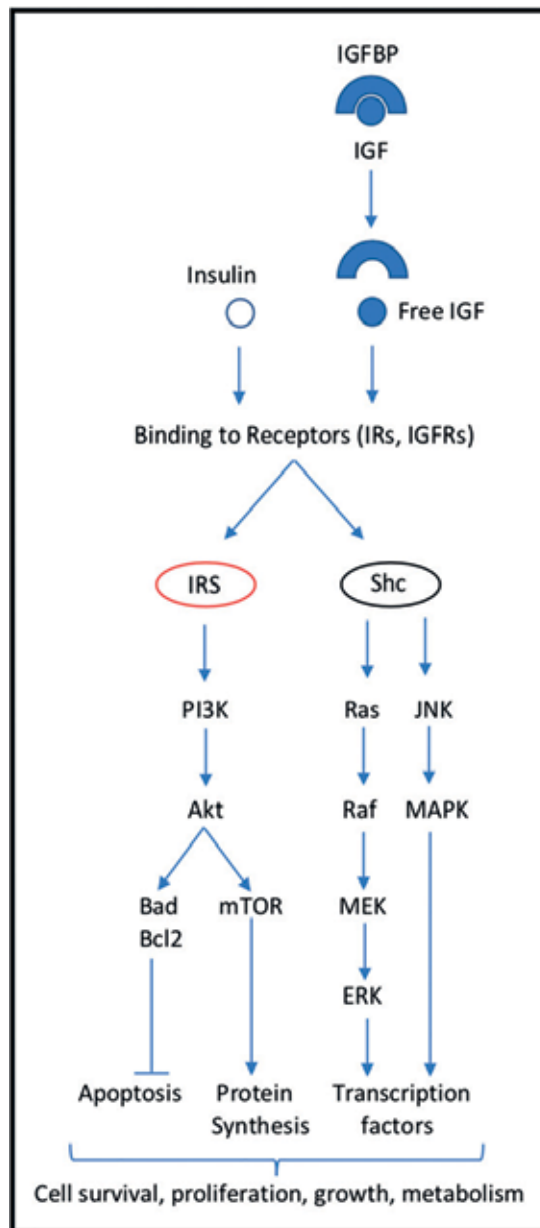 IGFBP
IGF
Insulin
Free IGF
Binding to Receptors (IRs, IGFRs)
IRS
Shc
PI3K
Ras
JNK
Akt
Raf
MAPK
Bad
Bcl2
mTOR
MEK
ERK
Apoptosis
Protein
Synthesis
Transcription
factors
Cell survival, proliferation, growth, metabolism